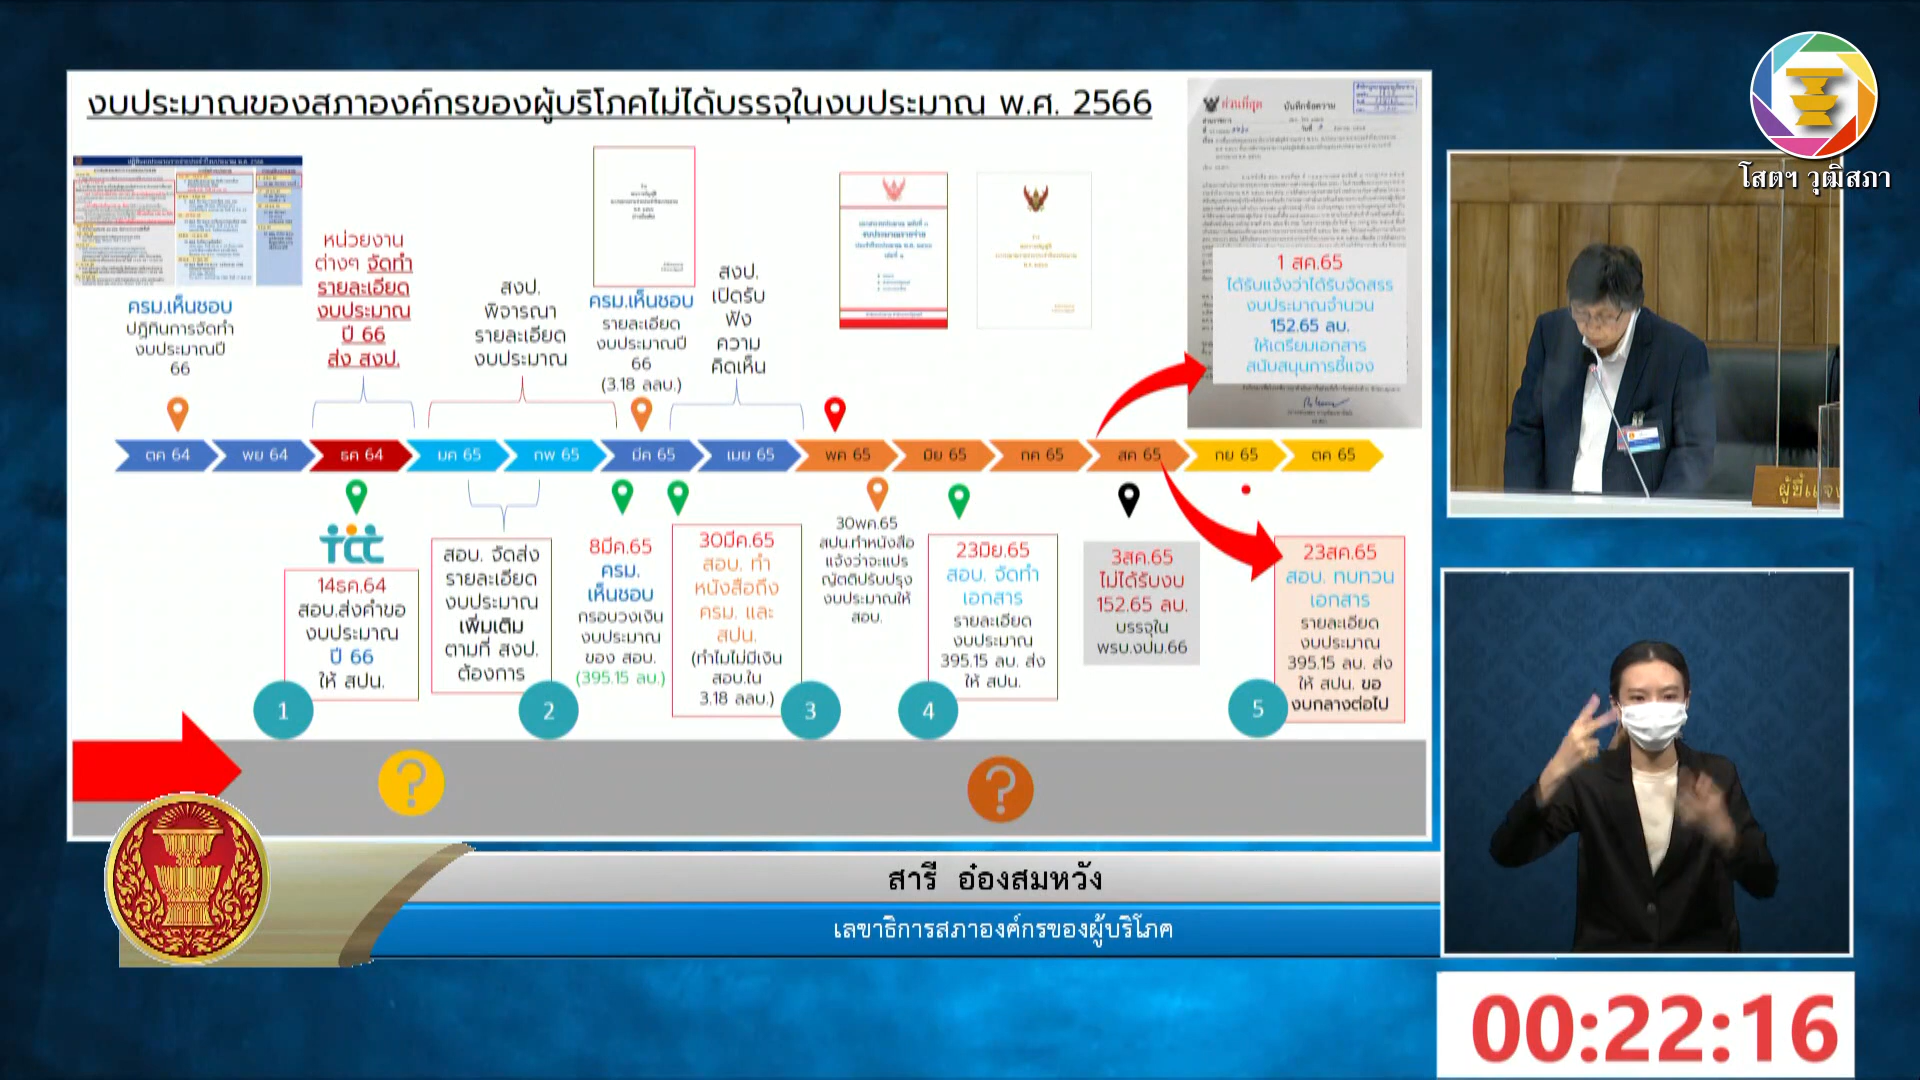 งบประมาณของสภาองค์กรของผู้บริโภคไม่ได้บรรจุในงบประมาณ พ.ศ. 2566
โสตฯ วุฒิสภา
ครม.เห็นชอบ
ปฏิทินการจัดทำ
งบประมาณปี
66
หน่วยงาน
ต่างๆ จัดทำ
รายละเอียด
งบประมาณ
ปี 66
ส่ง สงป.
สงป.
พิจารณา
รายละเอียด
งบประมาณ
ครม.เห็นชอบ
รายละเอียด
งบประมาณปี
66
(3.18 ลลบ.)
สงป.
เปิดรับ
ฟัง
ความ
คิดเห็น
ด่วนที่สุด
บันทึกข้อความ
1 สค.65
ได้รับแจ้งว่าได้รับจัดสรร
งบประมาณจำนวน
152.65 ลบ.
ให้เตรียมเอกสาร
สนับสนุนการชี้แจง
ตค 64
พย 64
ธค 64
มค 65
กพ 65
มีค 65
เมย 65
พค 65
มิย 65
กค 65
สค 65
กย 65
ตค 65
tcc
14ธค.64
สอบ.ส่งคำขอ
งบประมาณ
ปี 66
ให้ สปน.
1
สอบ. จัดส่ง
รายละเอียด
งบประมาณ
เพิ่มเติม
ตามที่ สงป.
ต้องการ
2
8มีค.65
ครม.
เห็นชอบ
กรอบวงเงิน
งบประมาณ
ของ สอบ.
(395.15 ลบ.)
30มีค.65
สอบ. ทำ
หนังสือถึง
ครม. และ
สปน.
(ทำไมไม่มีเงิน
สอบ.ใน
3.18 ลลบ.)
3
30พค.65
สปน.ทำหนังสือ
แจ้งว่าจะแปร
ญัตติปรับปรุง
งบประมาณให้
สอบ.
23มิย.65
สอบ. จัดทำ
เอกสาร
รายละเอียด
งบประมาณ
395.15 ลบ. ส่ง
ให้ สปน.
4
3สค.65
ไม่ได้รับงบ
152.65 ลบ.
บรรจุใน
พรบ.งปม.66
23สค.65
สอบ. ทบทวน
เอกสาร
รายละเอียด
งบประมาณ
395.15 ลบ. ส่ง
ให้ สปน. ขอ
งบกลางต่อไป
5
?
?
สารี อ๋องสมหวัง
เลขาธิการสภาองค์กรของผู้บริโภค
00:22:16